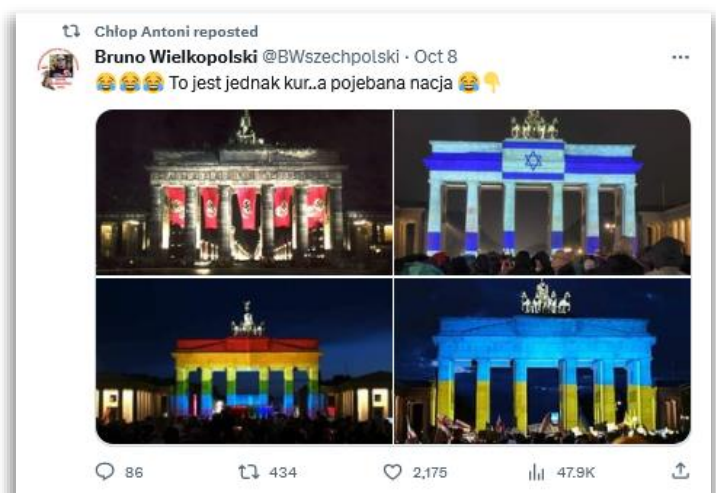 Chłop Antoni reposted
Bruno Wielkopolski @BWszechpolski · Oct 8
😂😂😂 To jest jednak kur..a pojebana nacja 😂👇
86 434 2,175 47.9K